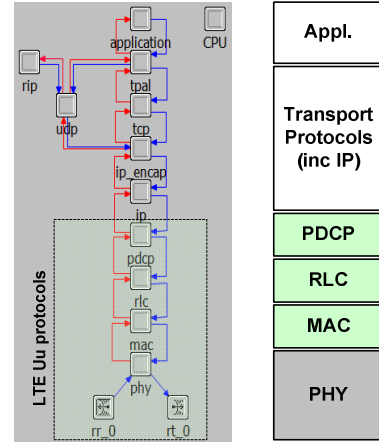 application
CPU
rip
tpal
udp
tcp
ip_encap
ip
pdcp
rlc
mac
phy
rr_0
rt_0
LTE Uu protocols
Appl.
Transport
Protocols
(inc IP)
PDCP
RLC
MAC
PHY